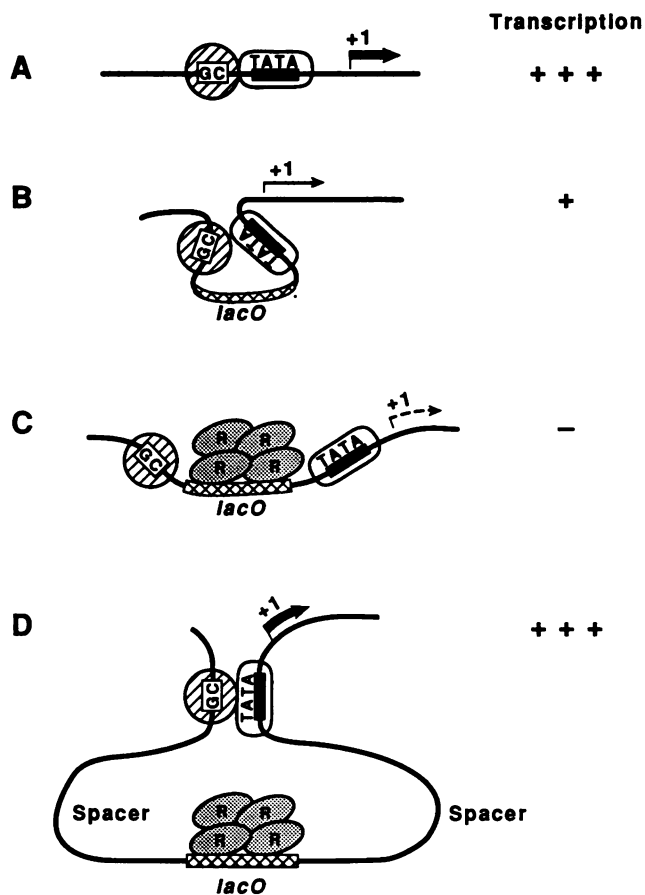 Transcription
A GC TATA +1 + + +
B GC TATA +1 +
lacO
C GC R R R R TATA +1 –
lacO
D GC TATA +1 + + +
Spacer R R R R Spacer
lacO